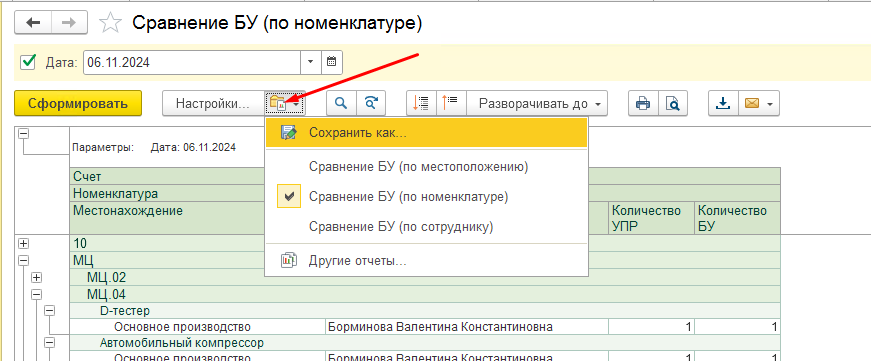 Сравнение БУ (по номенклатуре)
Дата: 06.11.2024
Сформировать Настройки... Разворачивать до
Сохранить как...
Сравнение БУ (по местоположению)
Сравнение БУ (по номенклатуре)
Сравнение БУ (по сотруднику)
Другие отчеты...
Параметры: Дата: 06.11.2024
Счет
Номенклатура
Местонахождение Количество УПР Количество БУ
10
МЦ
МЦ.02
МЦ.04
D-тестер
Основное производство Борминова Валентина Константиновна 1 1
Автомобильный компрессор
Основное производство Борминова Валентина Константиновна 1 1